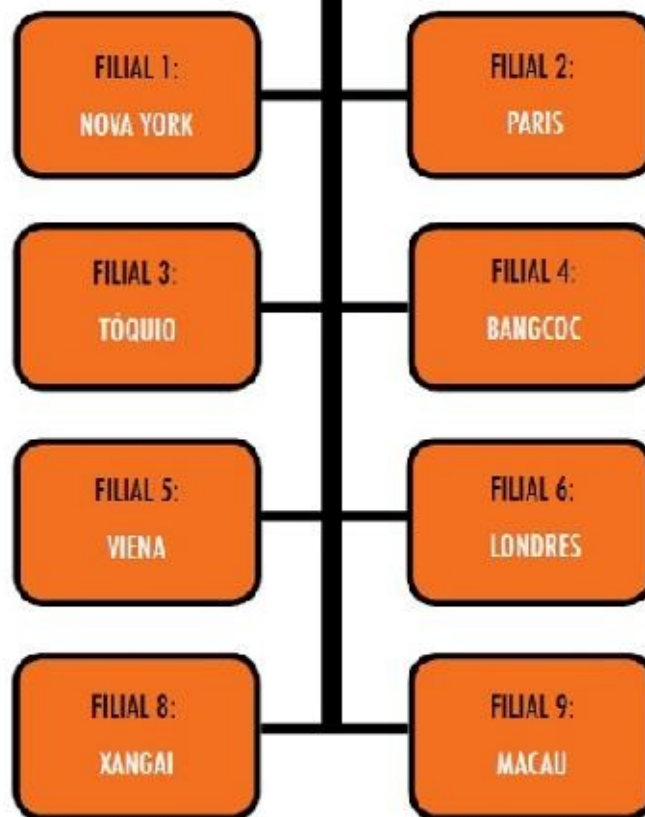 FILIAL 1:
NOVA YORK
FILIAL 2:
PARIS
FILIAL 3:
TÓQUIO
FILIAL 4:
BANGCOC
FILIAL 5:
VIENA
FILIAL 6:
LONDRES
FILIAL 8:
XANGAI
FILIAL 9:
MACAU